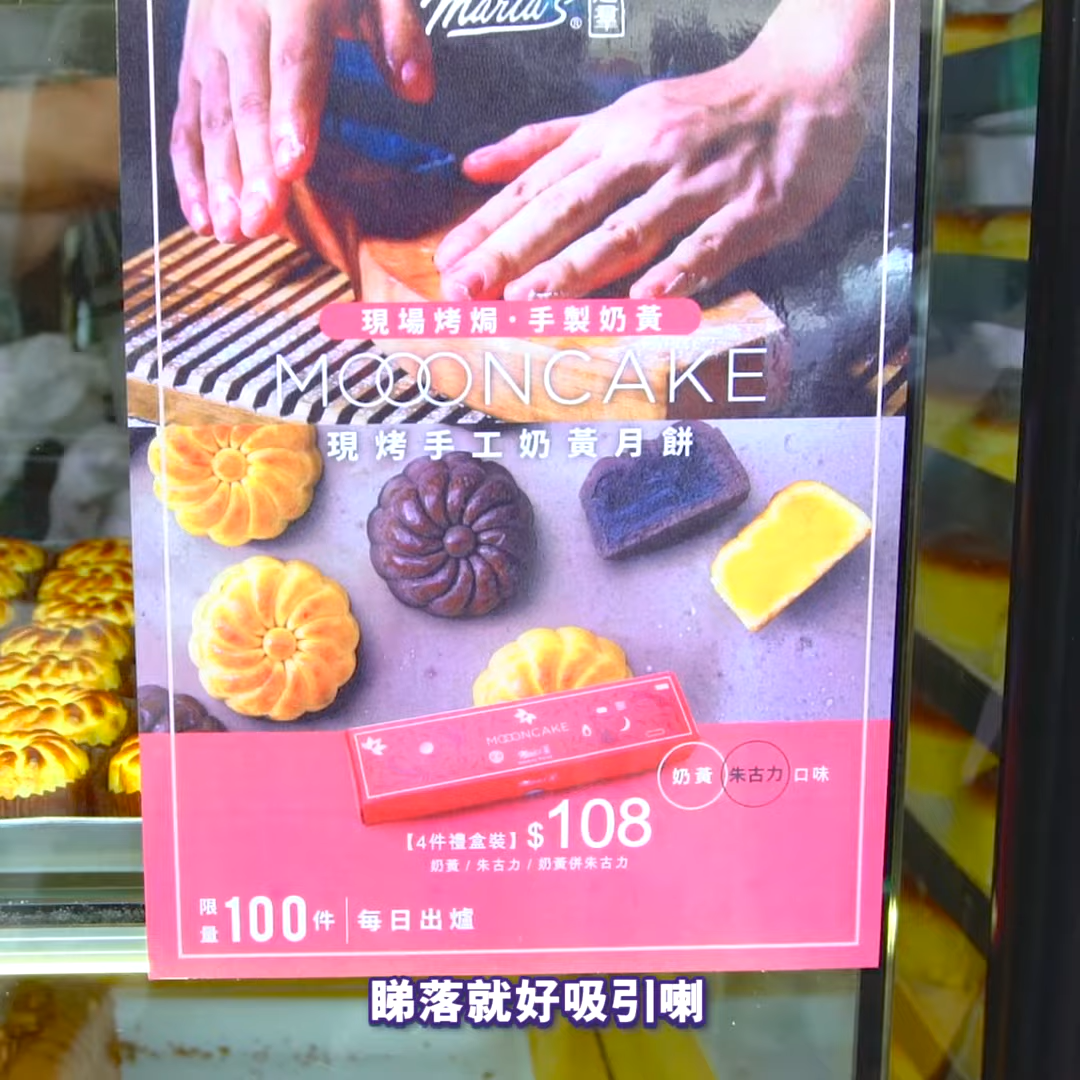 Maria's®
現場烤焗·手製奶黃
MOOONCAKE
現烤手工奶黃月餅
MOOONCAKE
奶黃 朱古力 口味
【4件禮盒裝】$108
奶黃 / 朱古力 / 奶黃併朱古力
限量100件 | 每日出爐
睇落就好吸引喇